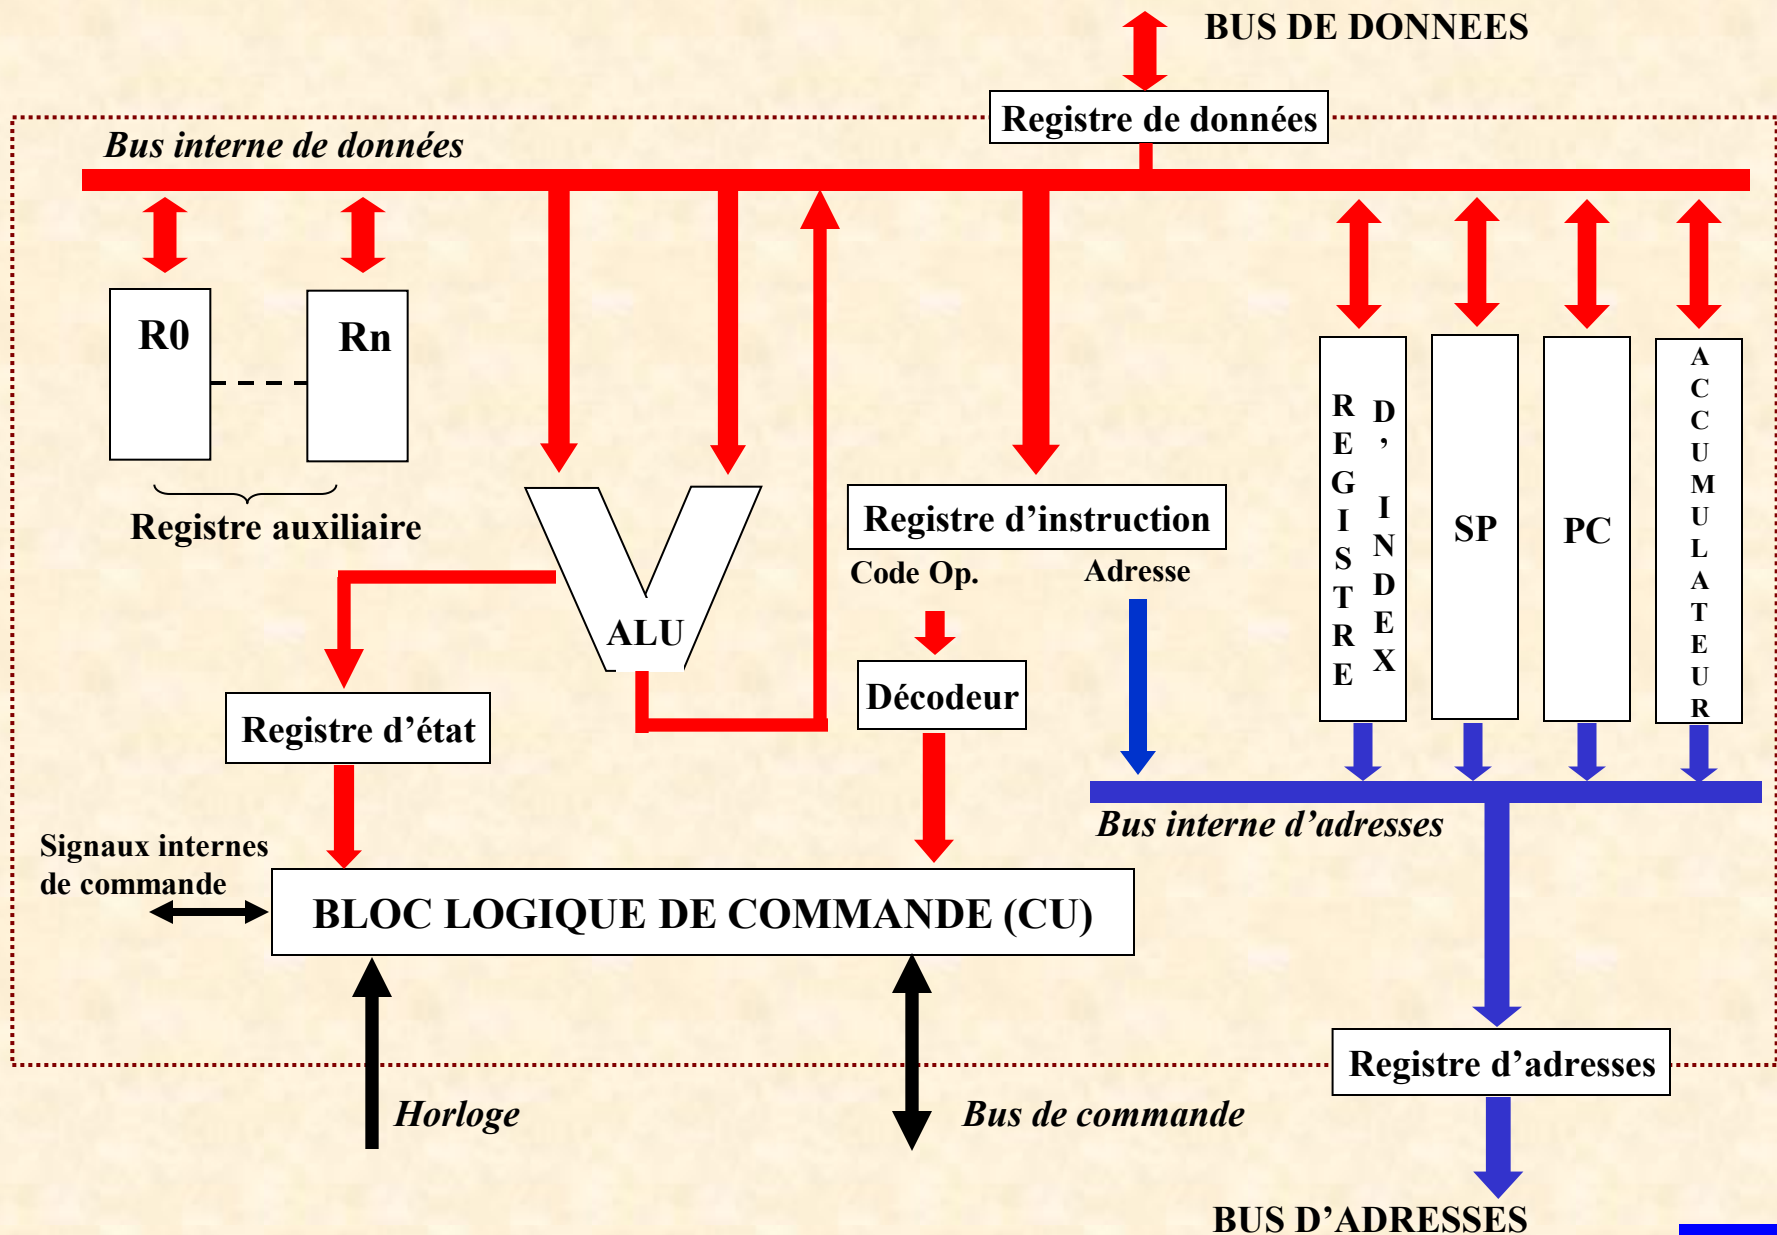 BUS DE DONNEES
Registre de données
Bus interne de données
R0
Rn
Registre auxiliaire
ALU
Registre d’instruction
Code Op.
Adresse
Décodeur
Registre d’état
REGISTRE
D’ INDEX
SP
PC
ACCUMULATEUR
Bus interne d’adresses
Signaux internes
de commande
BLOC LOGIQUE DE COMMANDE (CU)
Horloge
Bus de commande
Registre d’adresses
BUS D’ADRESSES